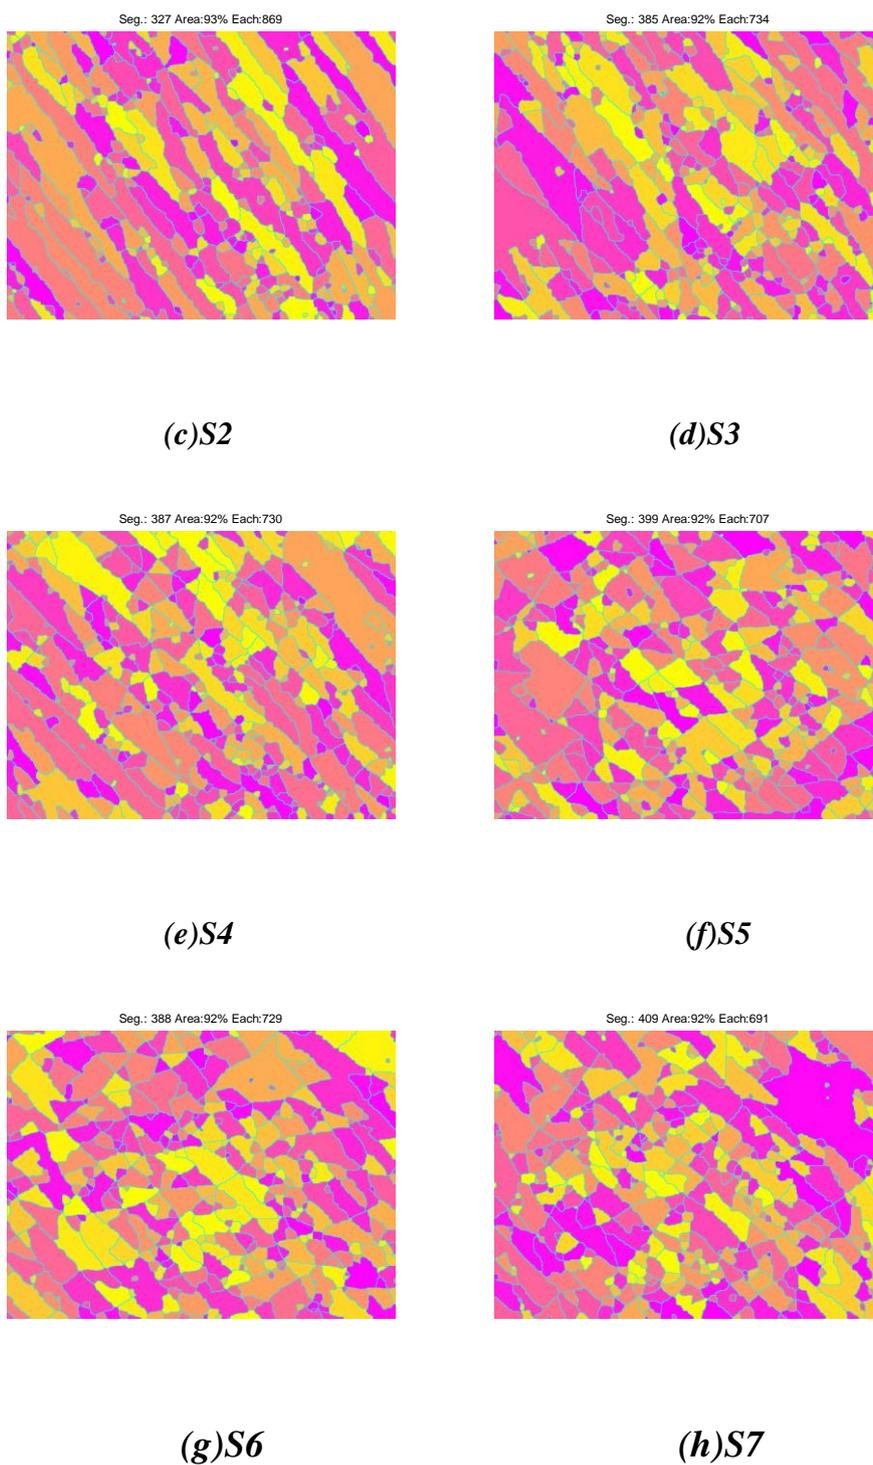 Seg.: 327 Area:93% Each:869
Seg.: 385 Area:92% Each:734
(c)S2
(d)S3
Seg.: 387 Area:92% Each:730
Seg.: 399 Area:92% Each:707
(e)S4
(f)S5
Seg.: 388 Area:92% Each:729
Seg.: 409 Area:92% Each:691
(g)S6
(h)S7